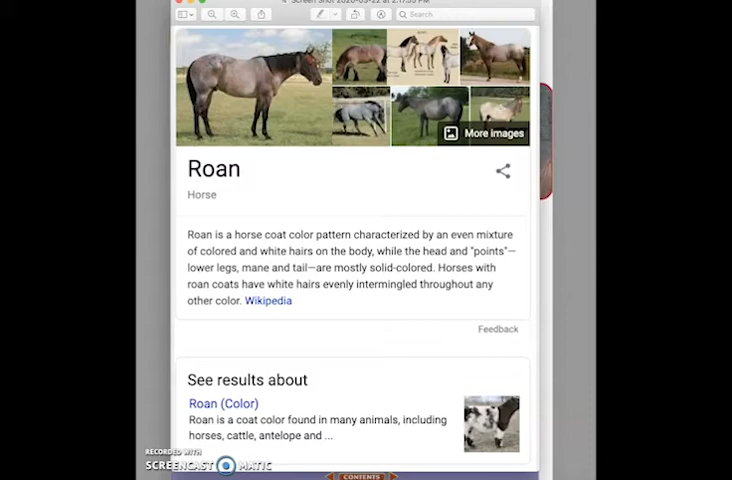 Search
More images
Roan
Horse
Roan is a horse coat color pattern characterized by an even mixture
of colored and white hairs on the body, while the head and "points"—
lower legs, mane and tail—are mostly solid-colored. Horses with
roan coats have white hairs evenly intermingled throughout any
other color. Wikipedia
Feedback
See results about
Roan (Color)
Roan is a coat color found in many animals, including
horses, cattle, antelope and ...
RECORDED WITH
SCREENCAST MATIC
CONTENTS